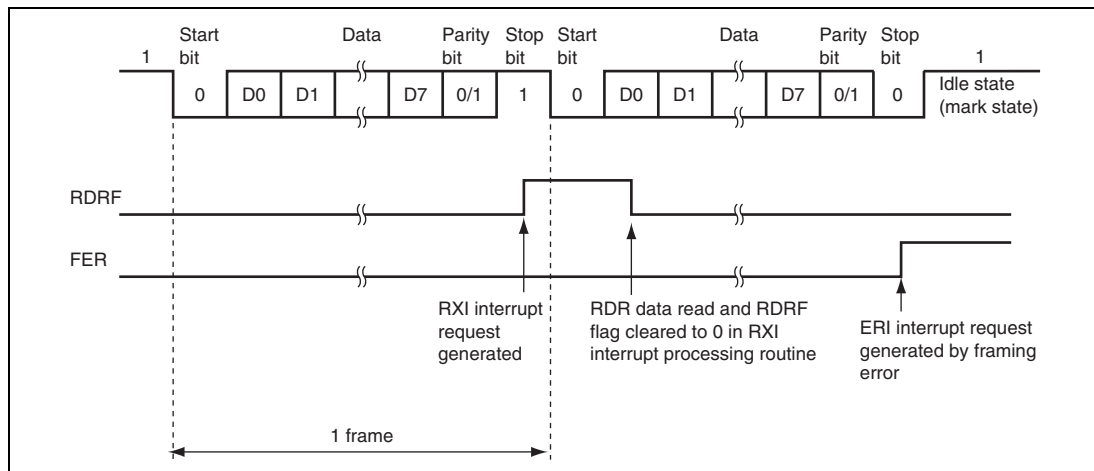 Start bit
Data
Parity bit
Stop bit
Start bit
Data
Parity bit
Stop bit
1
1
0
D0
D1
D7
0/1
1
0
D0
D1
D7
0/1
0
Idle state
(mark state)
RDRF
FER
RXI interrupt
request
generated
RDR data read and RDRF
flag cleared to 0 in RXI
interrupt processing routine
ERI interrupt request
generated by framing
error
1 frame